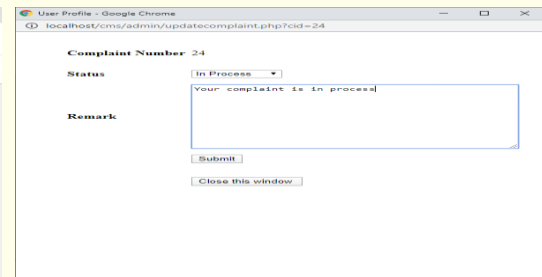 User Profile - Google Chrome
localhost/cms/admin/updatecomplaint.php?cid=24
Complaint Number 24
Status In Process
Your complaint is in process
Remark
Submit
Close this window